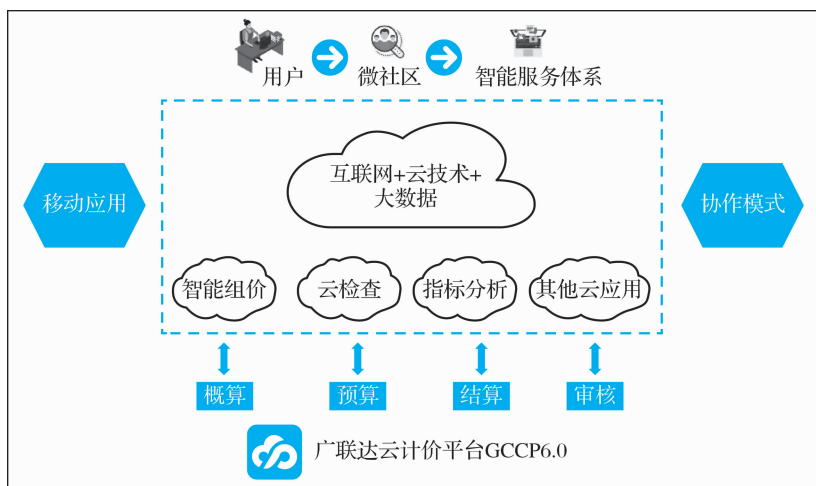 用户
微社区
智能服务体系
互联网+云技术+
大数据
移动应用
协作模式
智能组价
云检查
指标分析
其他云应用
概算
预算
结算
审核
广联达云计价平台GCCP6.0